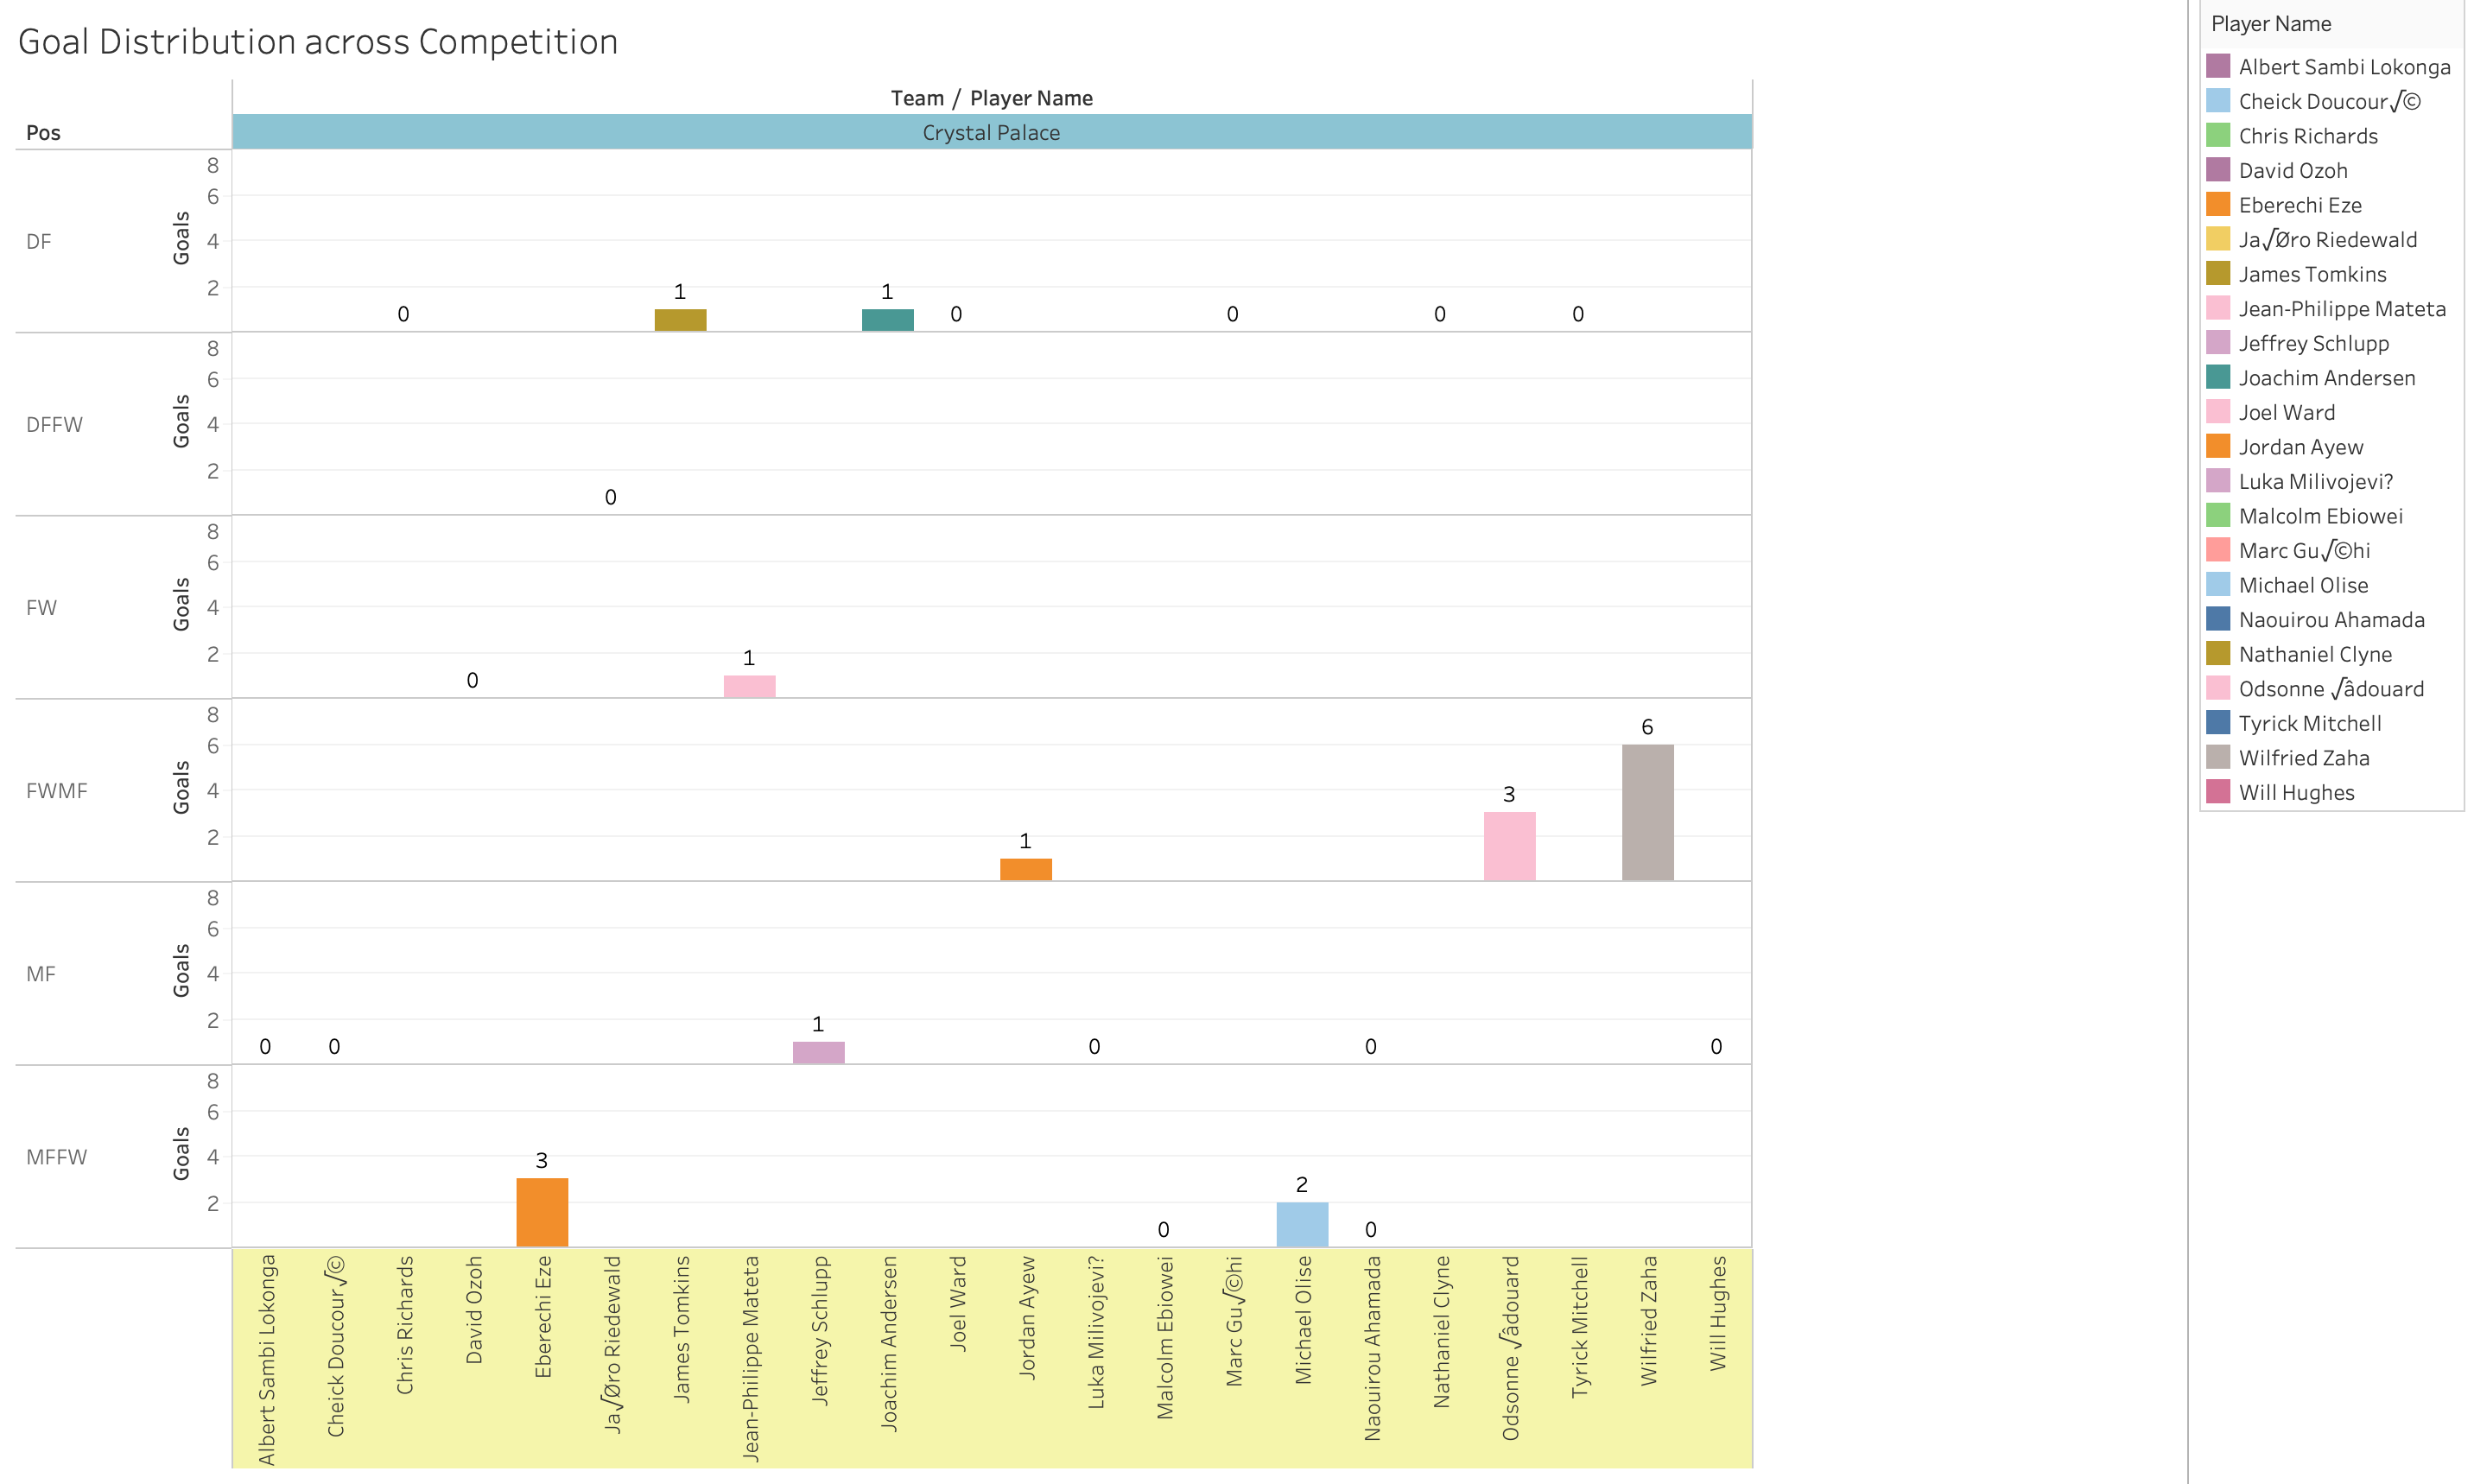 Goal Distribution across Competition
Team / Player Name
Pos
Crystal Palace
DF
Goals
8
6
4
2
0
1
1
0
0
0
0
DFFW
Goals
8
6
4
2
0
FW
Goals
8
6
4
2
0
1
FWMF
Goals
8
6
4
2
1
3
6
MF
Goals
8
6
4
2
0
0
1
0
0
0
MFFW
Goals
8
6
4
2
3
0
2
0
Albert Sambi Lokonga
Cheick Doucour√©
Chris Richards
David Ozoh
Eberechi Eze
Ja√Øro Riedewald
James Tomkins
Jean-Philippe Mateta
Jeffrey Schlupp
Joachim Andersen
Joel Ward
Jordan Ayew
Luka Milivojevi?
Malcolm Ebiowei
Marc Gu√©hi
Michael Olise
Naouirou Ahamada
Nathaniel Clyne
Odsonne √âdouard
Tyrick Mitchell
Wilfried Zaha
Will Hughes
Player Name
Albert Sambi Lokonga
Cheick Doucour√©
Chris Richards
David Ozoh
Eberechi Eze
Ja√Øro Riedewald
James Tomkins
Jean-Philippe Mateta
Jeffrey Schlupp
Joachim Andersen
Joel Ward
Jordan Ayew
Luka Milivojevi?
Malcolm Ebiowei
Marc Gu√©hi
Michael Olise
Naouirou Ahamada
Nathaniel Clyne
Odsonne √âdouard
Tyrick Mitchell
Wilfried Zaha
Will Hughes